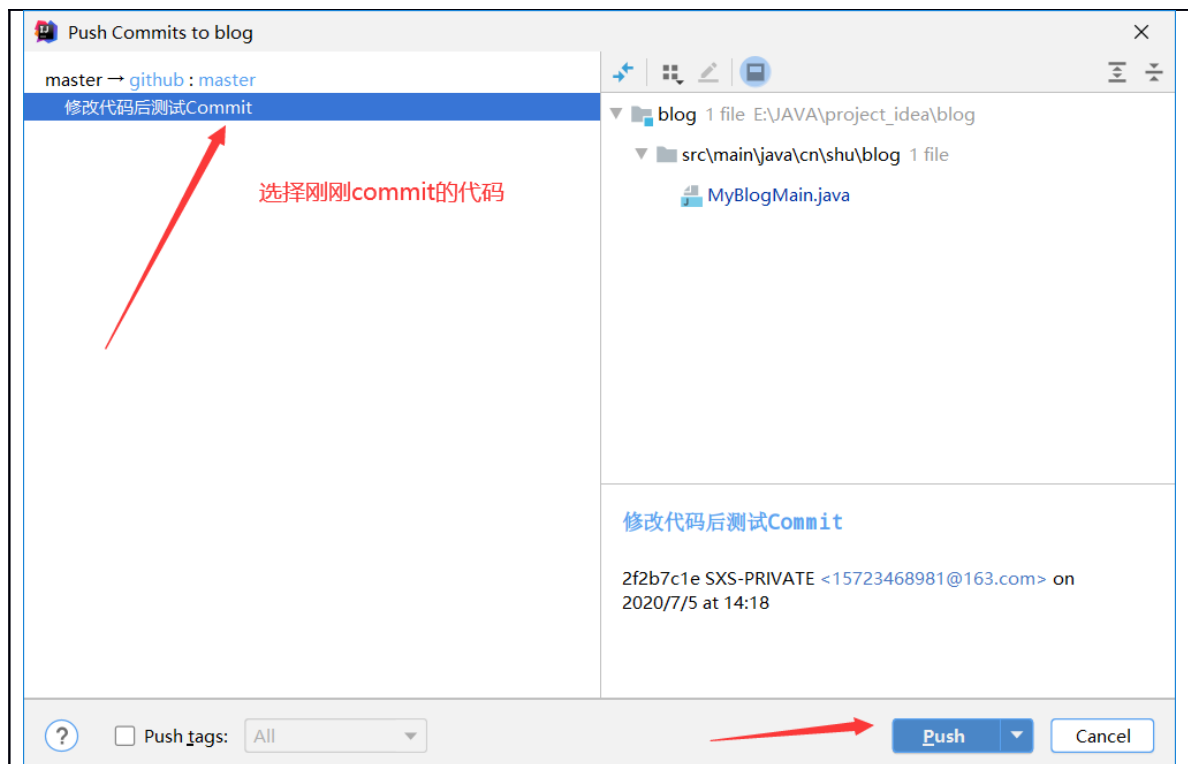 Push Commits to blog
master → github : master
修改代码后测试Commit
选择刚刚commit的代码
blog 1 file E:\JAVA\project_idea\blog
src\main\java\cn\shu\blog 1 file
MyBlogMain.java
修改代码后测试Commit
2f2b7c1e SXS-PRIVATE <15723468981@163.com> on
2020/7/5 at 14:18
? Push tags: All Push Cancel